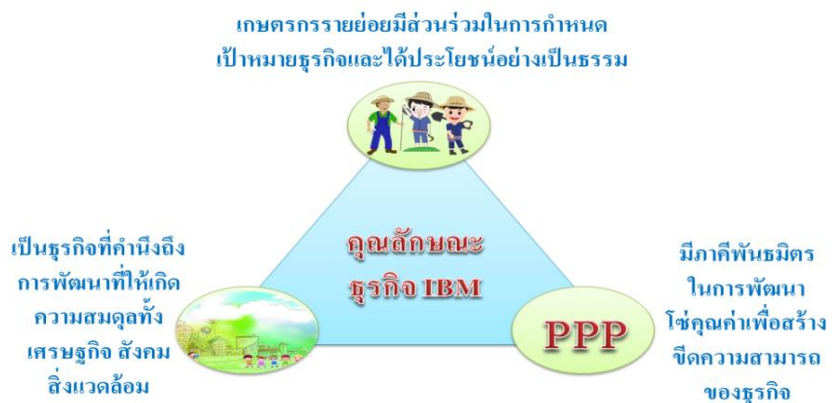 เกษตรกรรายย่อยมีส่วนร่วมในการกำหนด
เป้าหมายธุรกิจและได้ประโยชน์อย่างเป็นธรรม
คุณลักษณะ
ธุรกิจ IBM
เป็นธุรกิจที่คำนึงถึง
การพัฒนาที่ให้เกิด
ความสมดุลทั้ง
เศรษฐกิจ สังคม
สิ่งแวดล้อม
PPP
มีภาคีพันธมิตร
ในการพัฒนา
โซ่คุณค่าเพื่อสร้าง
ขีดความสามารถ
ของธุรกิจ